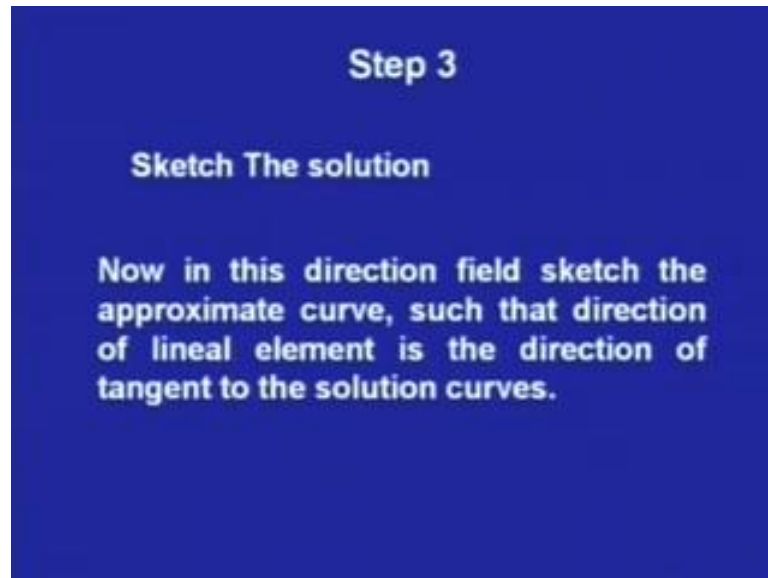 Step 3
Sketch The solution
Now in this direction field sketch the
approximate curve, such that direction
of lineal element is the direction of
tangent to the solution curves.